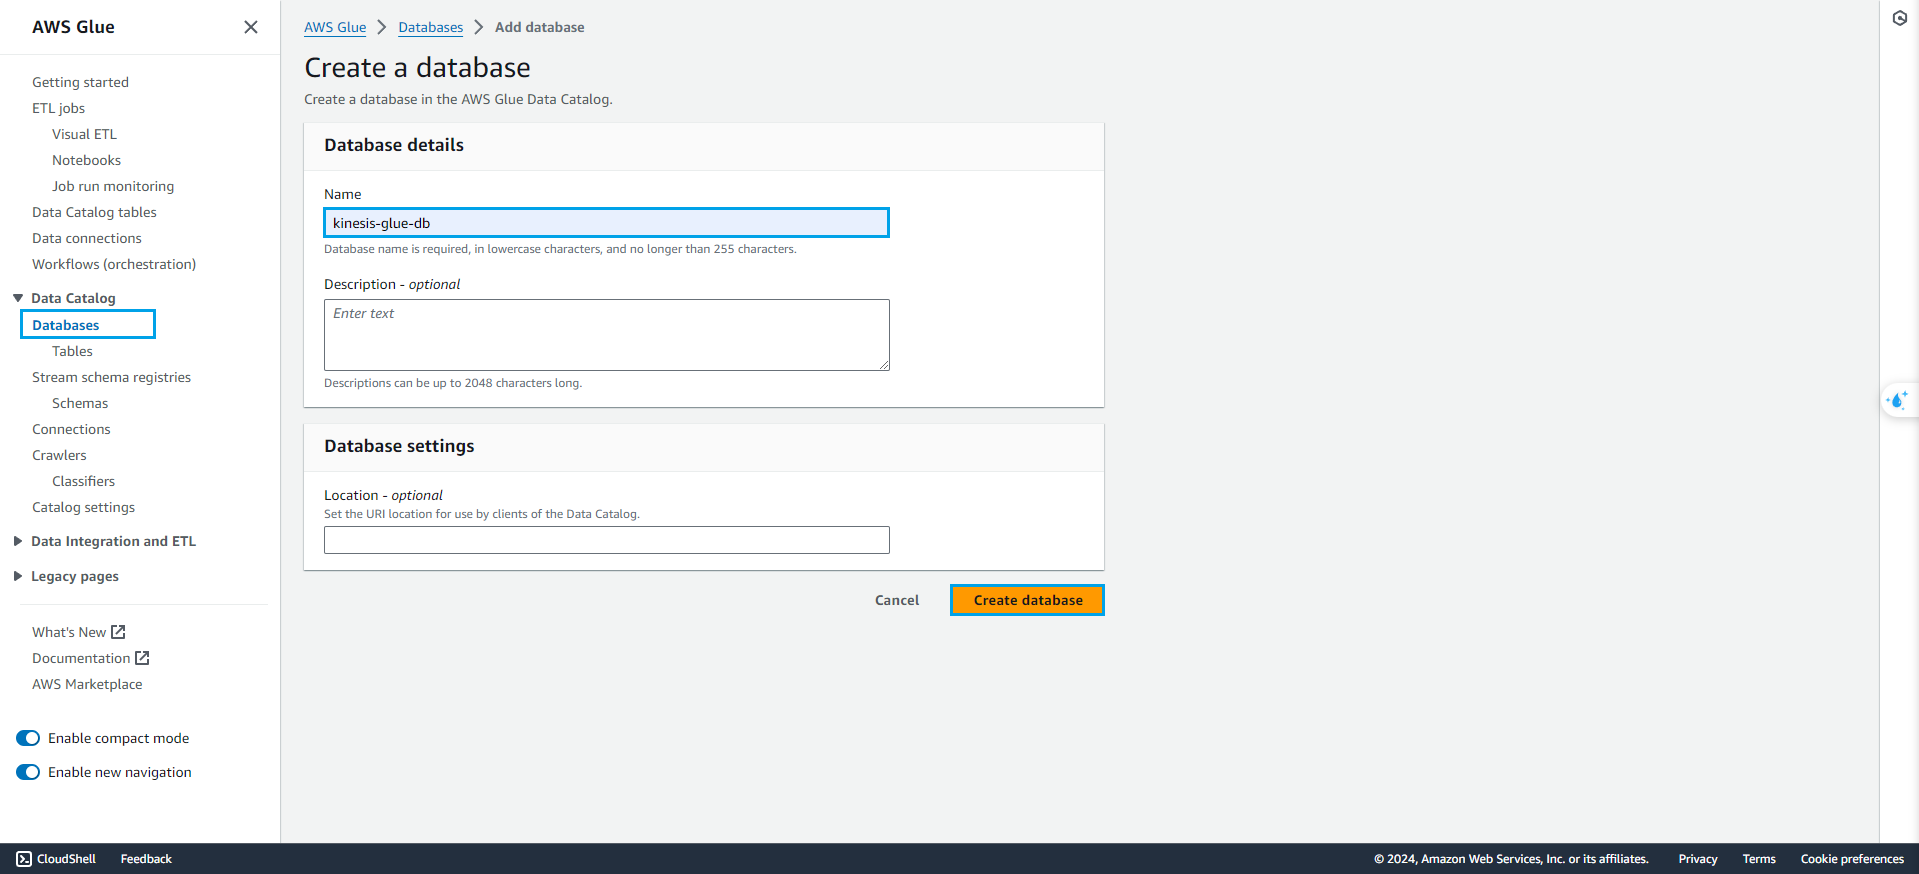 AWS Glue
Getting started
ETL jobs
Visual ETL
Notebooks
Job run monitoring
Data Catalog tables
Data connections
Workflows (orchestration)
Data Catalog
Databases
Tables
Stream schema registries
Schemas
Connections
Crawlers
Classifiers
Catalog settings
Data Integration and ETL
Legacy pages
What's New
Documentation
AWS Marketplace
Enable compact mode
Enable new navigation
AWS Glue > Databases > Add database
Create a database
Create a database in the AWS Glue Data Catalog.
Database details
Name
kinesis-glue-db
Database name is required, in lowercase characters, and no longer than 255 characters.
Description - optional
Enter text
Descriptions can be up to 2048 characters long.
Database settings
Location - optional
Set the URI location for use by clients of the Data Catalog.
Cancel Create database
CloudShell Feedback © 2024, Amazon Web Services, Inc. or its affiliates. Privacy Terms Cookie preferences